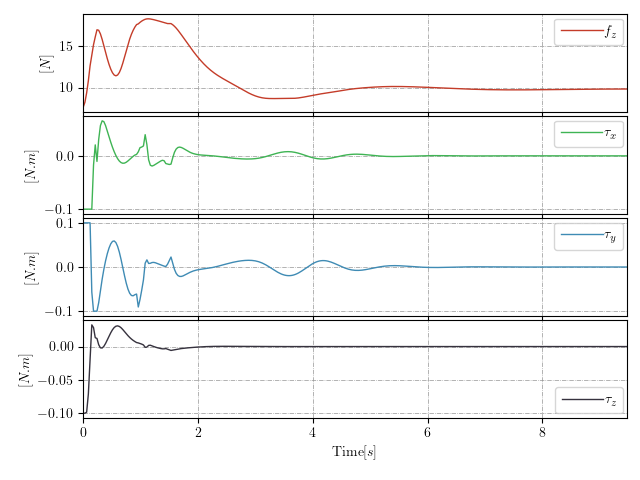 [N]
15
10
f_z
[N.m]
0.0
−0.1
τ_x
[N.m]
0.1
0.0
−0.1
τ_y
[N.m]
0.00
−0.05
−0.10
τ_z
0 2 4 6 8
Time[s]